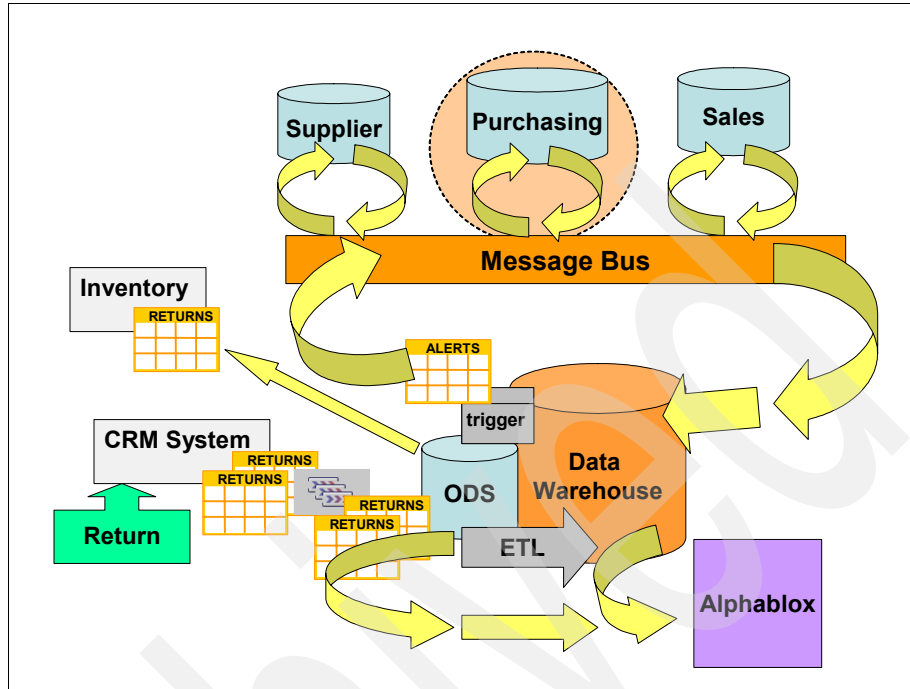 Supplier
Purchasing
Sales
Message Bus
Inventory
RETURNS
ALERTS
trigger
CRM System
RETURNS
RETURNS
RETURNS
RETURNS
Return
ODS
Data
Warehouse
ETL
Alphablox